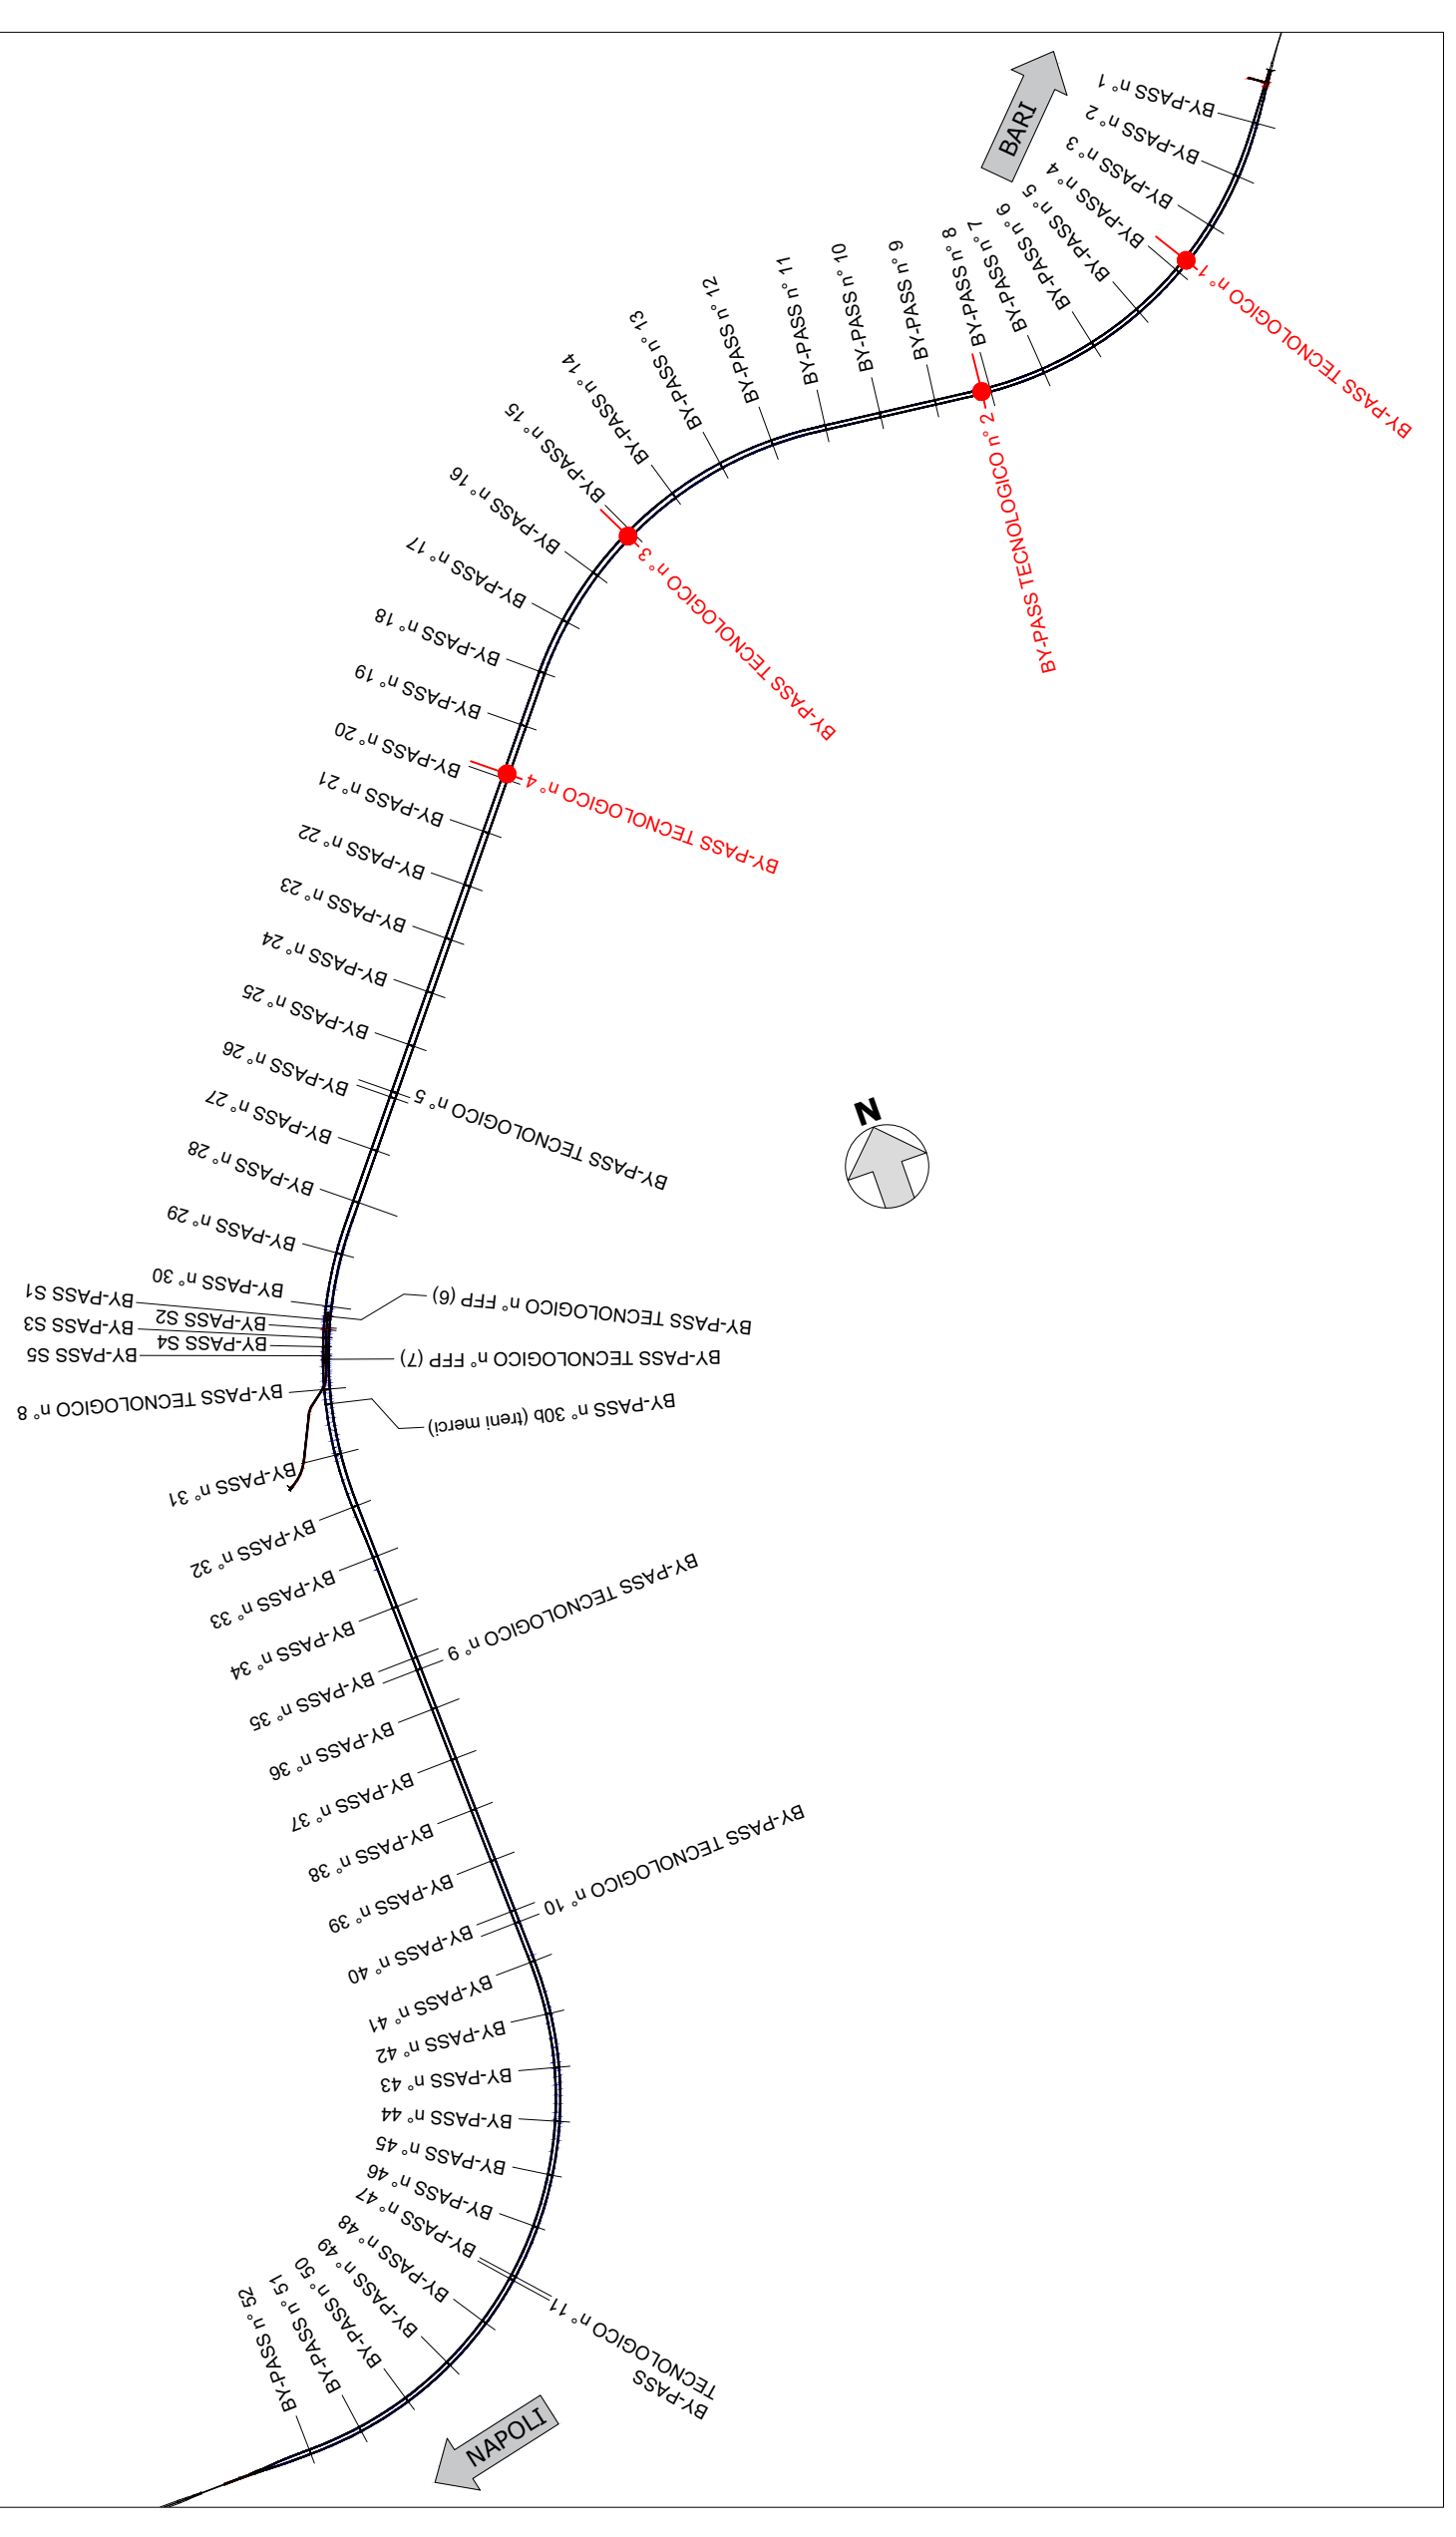 BARI
BY-PASS n° 1
BY-PASS n° 2
BY-PASS n° 3
BY-PASS n° 4
BY-PASS TECNOLOGICO n° 1
BY-PASS n° 5
BY-PASS n° 6
BY-PASS n° 7
BY-PASS n° 8
BY-PASS TECNOLOGICO n° 2
BY-PASS n° 9
BY-PASS n° 10
BY-PASS n° 11
BY-PASS n° 12
BY-PASS n° 13
BY-PASS n° 14
BY-PASS n° 15
BY-PASS TECNOLOGICO n° 3
BY-PASS n° 16
BY-PASS n° 17
BY-PASS n° 18
BY-PASS n° 19
BY-PASS n° 20
BY-PASS TECNOLOGICO n° 4
BY-PASS n° 21
BY-PASS n° 22
BY-PASS n° 23
BY-PASS n° 24
BY-PASS n° 25
BY-PASS n° 26
BY-PASS TECNOLOGICO n° 5
N
BY-PASS n° 27
BY-PASS n° 28
BY-PASS n° 29
BY-PASS n° 30
BY-PASS S1
BY-PASS TECNOLOGICO n° FFP (6)
BY-PASS S2
BY-PASS S3
BY-PASS S4
BY-PASS S5
BY-PASS TECNOLOGICO n° FFP (7)
BY-PASS TECNOLOGICO n° 8
BY-PASS n° 30b (treni merci)
BY-PASS n° 31
BY-PASS n° 32
BY-PASS n° 33
BY-PASS n° 34
BY-PASS n° 35
BY-PASS TECNOLOGICO n° 9
BY-PASS n° 36
BY-PASS n° 37
BY-PASS n° 38
BY-PASS n° 39
BY-PASS n° 40
BY-PASS TECNOLOGICO n° 10
BY-PASS n° 41
BY-PASS n° 42
BY-PASS n° 43
BY-PASS n° 44
BY-PASS n° 45
BY-PASS n° 46
BY-PASS n° 47
BY-PASS
TECNOLOGICO n° 11
BY-PASS n° 48
BY-PASS n° 49
BY-PASS n° 50
BY-PASS n° 51
BY-PASS n° 52
NAPOLI